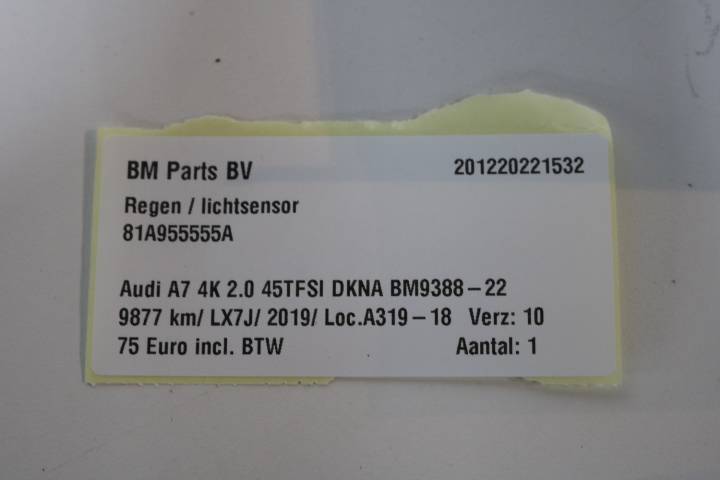 BM Parts BV 201220221532
Regen / lichtsensor
81A955555A
Audi A7 4K 2.0 45TFSI DKNA BM9388-22
9877 km/ LX7J/ 2019/ Loc.A319-18 Verz: 10
75 Euro incl. BTW Aantal: 1